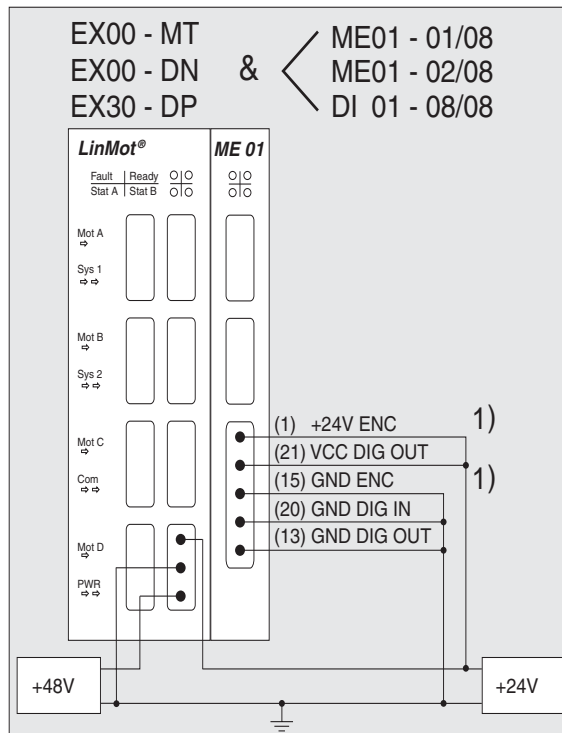 EX00 - MT
EX00 - DN
EX30 - DP
&
ME01 - 01/08
ME01 - 02/08
DI 01 - 08/08
LinMot®
ME 01
Fault Ready
Stat A Stat B
Mot A
Sys 1
Mot B
Sys 2
Mot C
Com
Mot D
PWR
(1) +24V ENC 1)
(21) VCC DIG OUT
(15) GND ENC 1)
(20) GND DIG IN
(13) GND DIG OUT
+48V
+24V